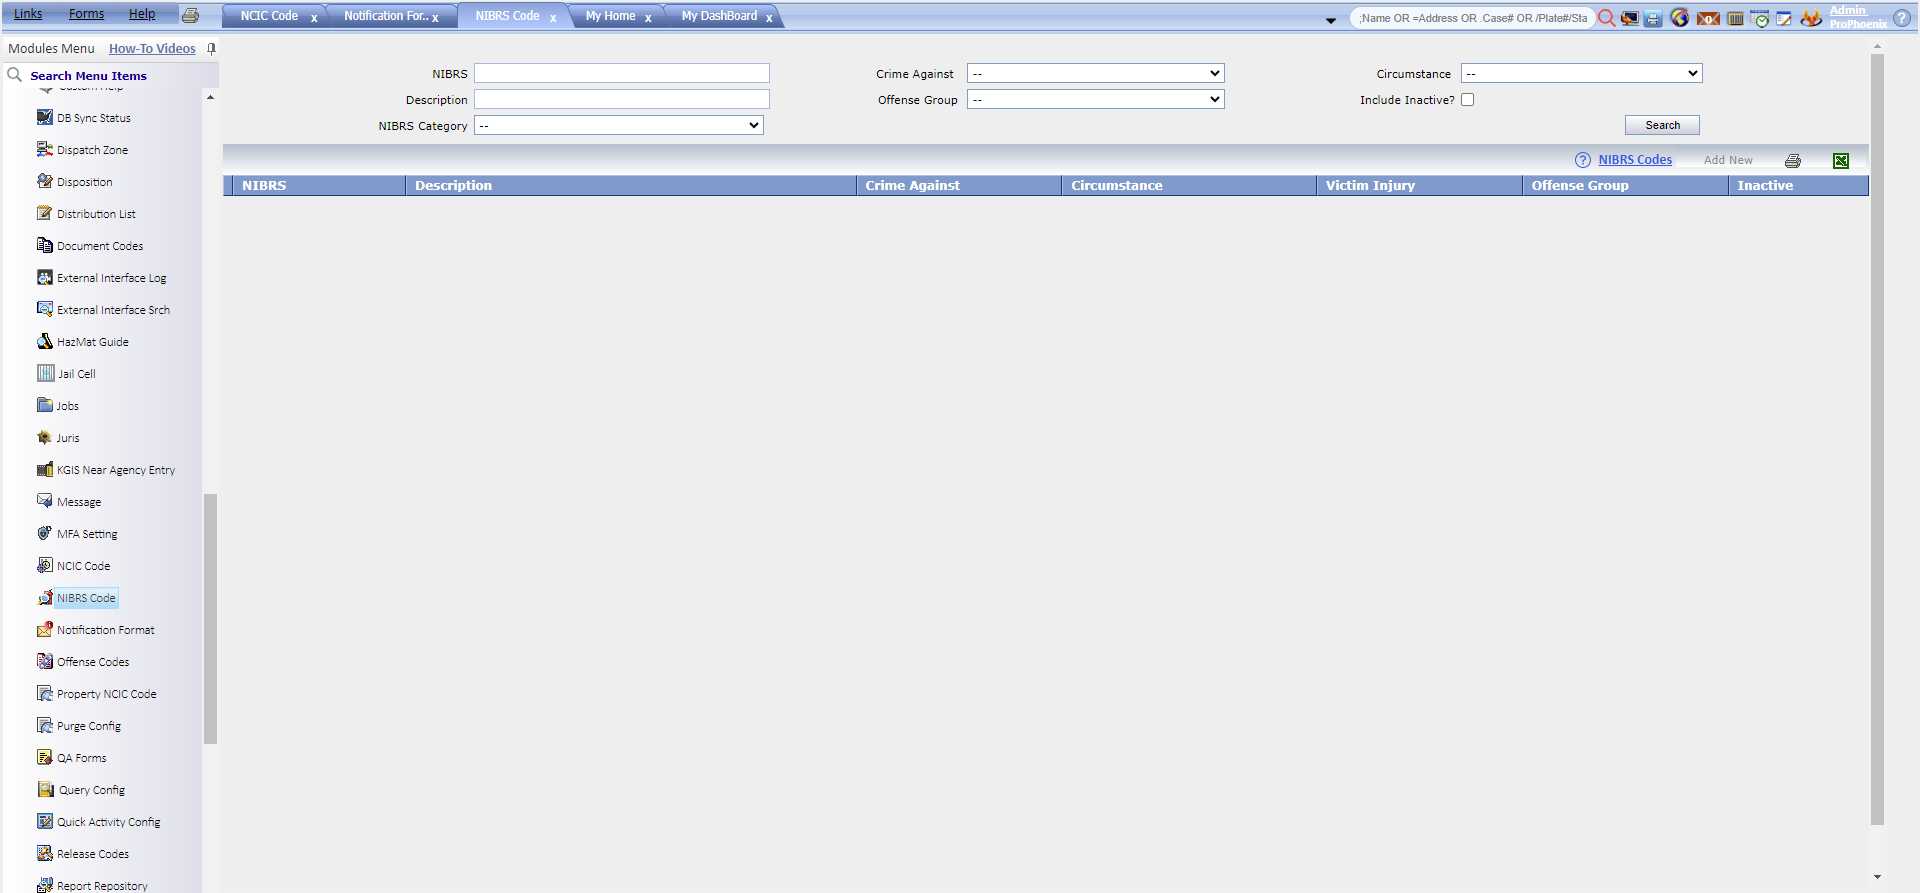 Links Forms Help NCIC Code x Notification For.. x NIBRS Code x My Home x My DashBoard x ;Name OR =Address OR .Case# OR /Plate#/Sta Admin
ProPhoenix
Modules Menu How-To Videos
Search Menu Items
Custom Help
DB Sync Status
Dispatch Zone
Disposition
Distribution List
Document Codes
External Interface Log
External Interface Srch
HazMat Guide
Jail Cell
Jobs
Juris
KGIS Near Agency Entry
Message
MFA Setting
NCIC Code
NIBRS Code
Notification Format
Offense Codes
Property NCIC Code
Purge Config
QA Forms
Query Config
Quick Activity Config
Release Codes
Report Repository
NIBRS Crime Against -- Circumstance --
Description Offense Group -- Include Inactive?
NIBRS Category -- Search
? NIBRS Codes Add New
NIBRS Description Crime Against Circumstance Victim Injury Offense Group Inactive